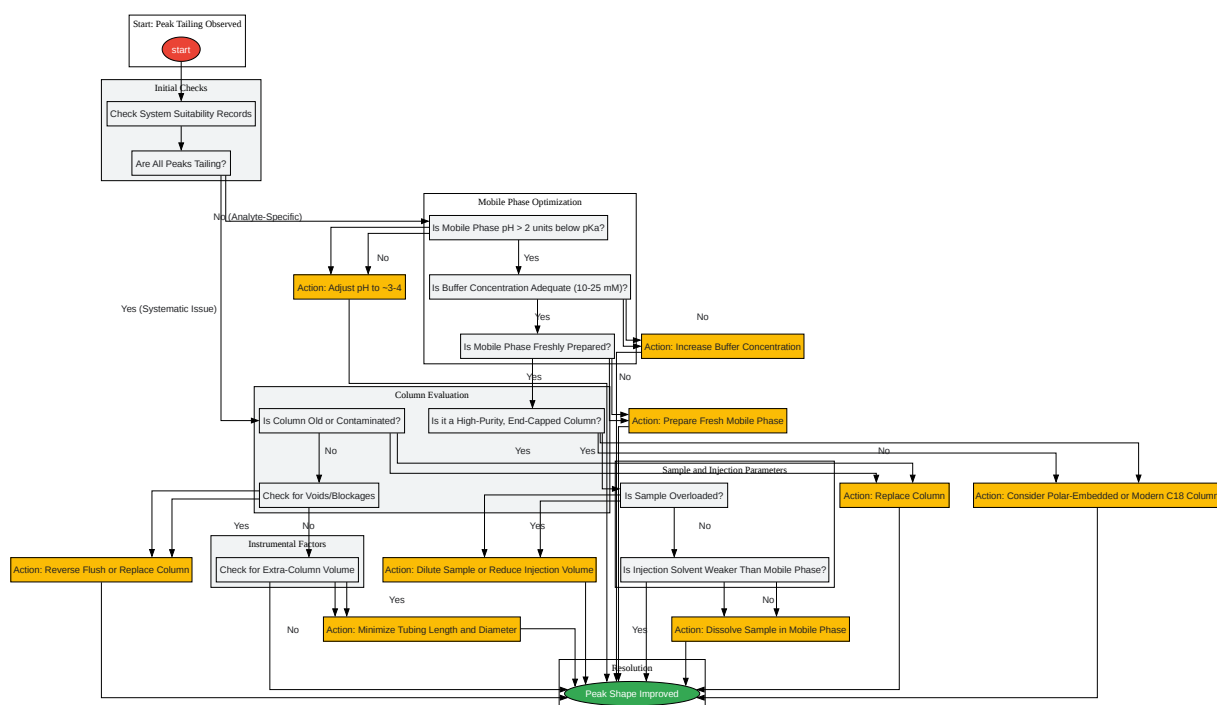 Start: Peak Tailing Observed
start
Initial Checks
Check System Suitability Records
Are All Peaks Tailing?
Mobile Phase Optimization
No (Analyte-Specific)
Is Mobile Phase pH > 2 units below pKa?
No
Yes
Action: Adjust pH to ~3-4
Is Buffer Concentration Adequate (10-25 mM)?
Yes (Systematic Issue)
Yes
No
Is Mobile Phase Freshly Prepared?
Action: Increase Buffer Concentration
Yes
No
Column Evaluation
Is Column Old or Contaminated?
Is it a High-Purity, End-Capped Column?
Action: Prepare Fresh Mobile Phase
No
Yes
Yes
No
Sample and Injection Parameters
Check for Voids/Blockages
Is Sample Overloaded?
Action: Replace Column
Action: Consider Polar-Embedded or Modern C18 Column
Yes
No
Yes
No
Instrumental Factors
Action: Reverse Flush or Replace Column
Check for Extra-Column Volume
Action: Dilute Sample or Reduce Injection Volume
Is Injection Solvent Weaker Than Mobile Phase?
Yes
No
No
Action: Minimize Tubing Length and Diameter
Yes
Action: Dissolve Sample in Mobile Phase
Resolution
Peak Shape Improved